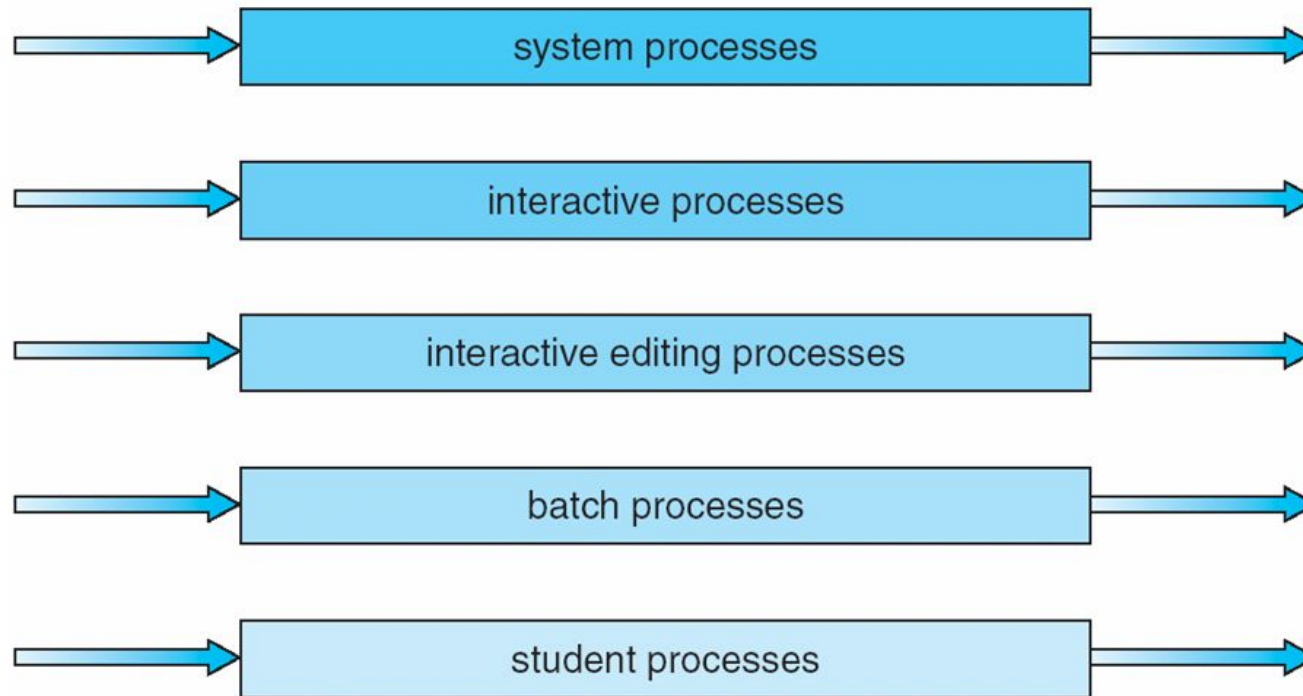 system processes
interactive processes
interactive editing processes
batch processes
student processes